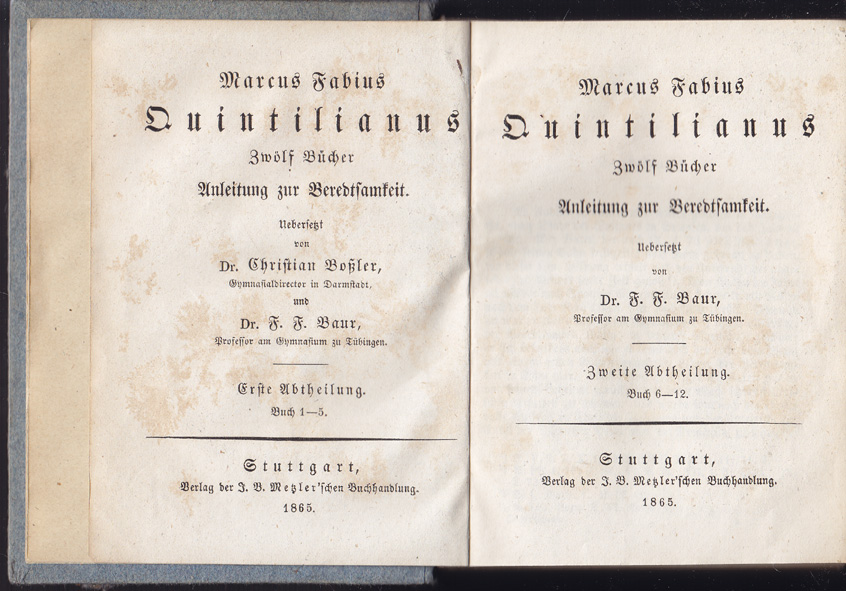 Marcus Fabius
Quintilianus
Zwölf Bücher
Anleitung zur Beredtsamkeit.
Uebersetzt
von
Dr. Christian Boßler,
Gymnasialdirector in Darmstadt,
und
Dr. F. F. Baur,
Professor am Gymnasium zu Tübingen.
Erste Abtheilung.
Buch 1—5.
Stuttgart,
Verlag der J. B. Metzler'schen Buchhandlung.
1865.
Marcus Fabius
Quintilianus
Zwölf Bücher
Anleitung zur Beredtsamkeit.
Uebersetzt
von
Dr. F. F. Baur,
Professor am Gymnasium zu Tübingen.
Zweite Abtheilung.
Buch 6—12.
Stuttgart,
Verlag der J. B. Metzler'schen Buchhandlung.
1865.